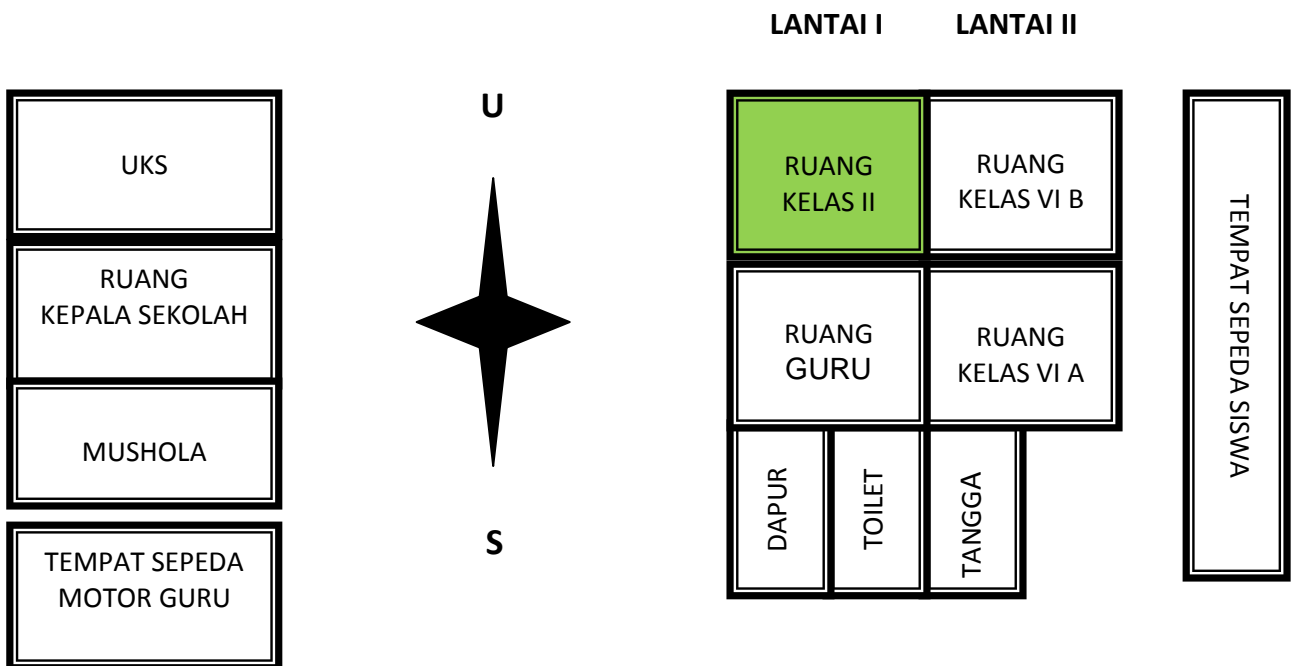 LANTAI I
LANTAI II
U
S
UKS
RUANG
KEPALA SEKOLAH
MUSHOLA
TEMPAT SEPEDA
MOTOR GURU
RUANG
KELAS II
RUANG
KELAS VI B
RUANG
GURU
RUANG
KELAS VI A
DAPUR
TOILET
TANGGA
TEMPAT SEPEDA SISWA